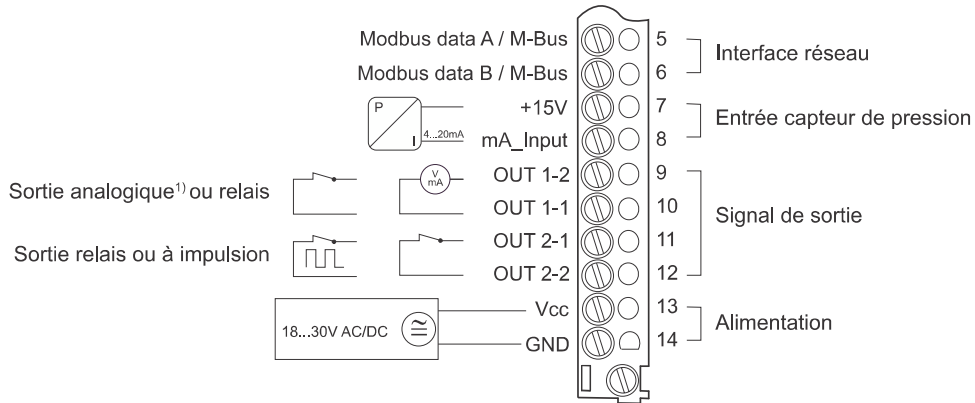 Modbus data A / M-Bus 5
Modbus data B / M-Bus 6
Interface réseau
P
I
4...20mA
+15V 7
mA_Input 8
Entrée capteur de pression
Sortie analogique1) ou relais
V
mA
OUT 1-2 9
OUT 1-1 10
Sortie relais ou à impulsion
OUT 2-1 11
OUT 2-2 12
Signal de sortie
18...30V AC/DC
Vcc 13
GND 14
Alimentation